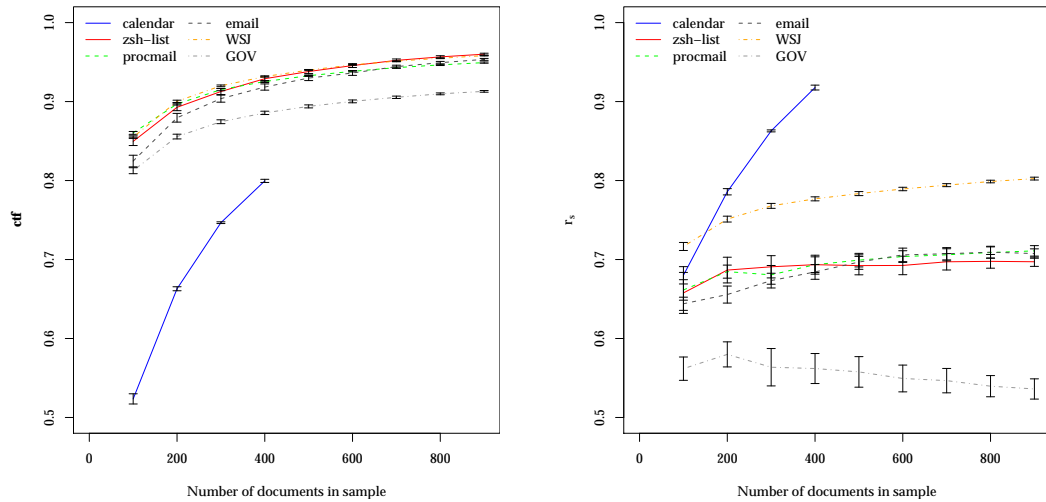 calendar
zsh−list
procmail
email
WSJ
GOV
1.0
0.9
0.8
0.7
0.6
0.5
ctf
0 200 400 600 800
Number of documents in sample
calendar
zsh−list
procmail
email
WSJ
GOV
1.0
0.9
0.8
0.7
0.6
0.5
r_s
0 200 400 600 800
Number of documents in sample